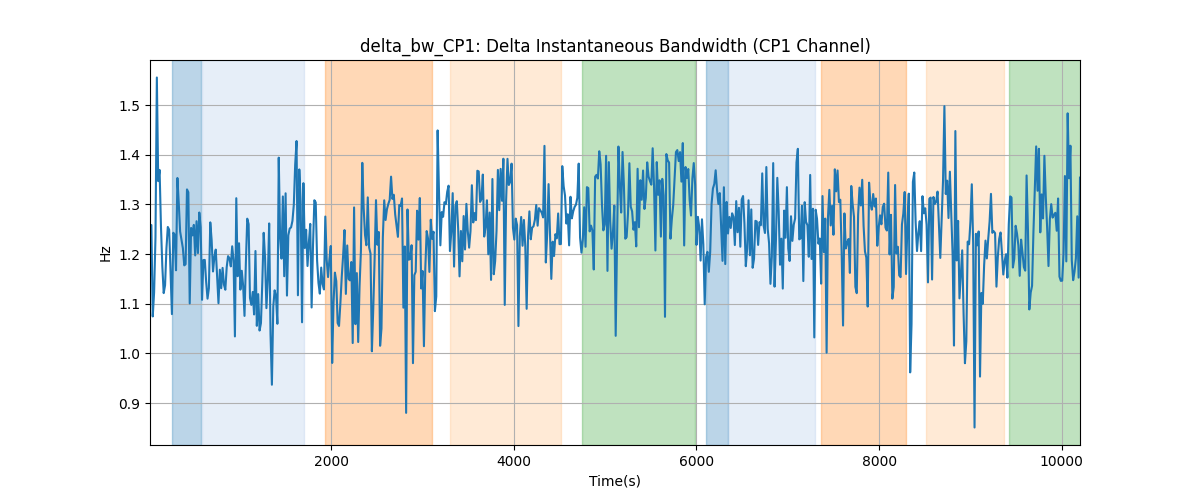 delta_bw_CP1: Delta Instantaneous Bandwidth (CP1 Channel)
Hz
1.5
1.4
1.3
1.2
1.1
1.0
0.9
2000 4000 6000 8000 10000
Time(s)